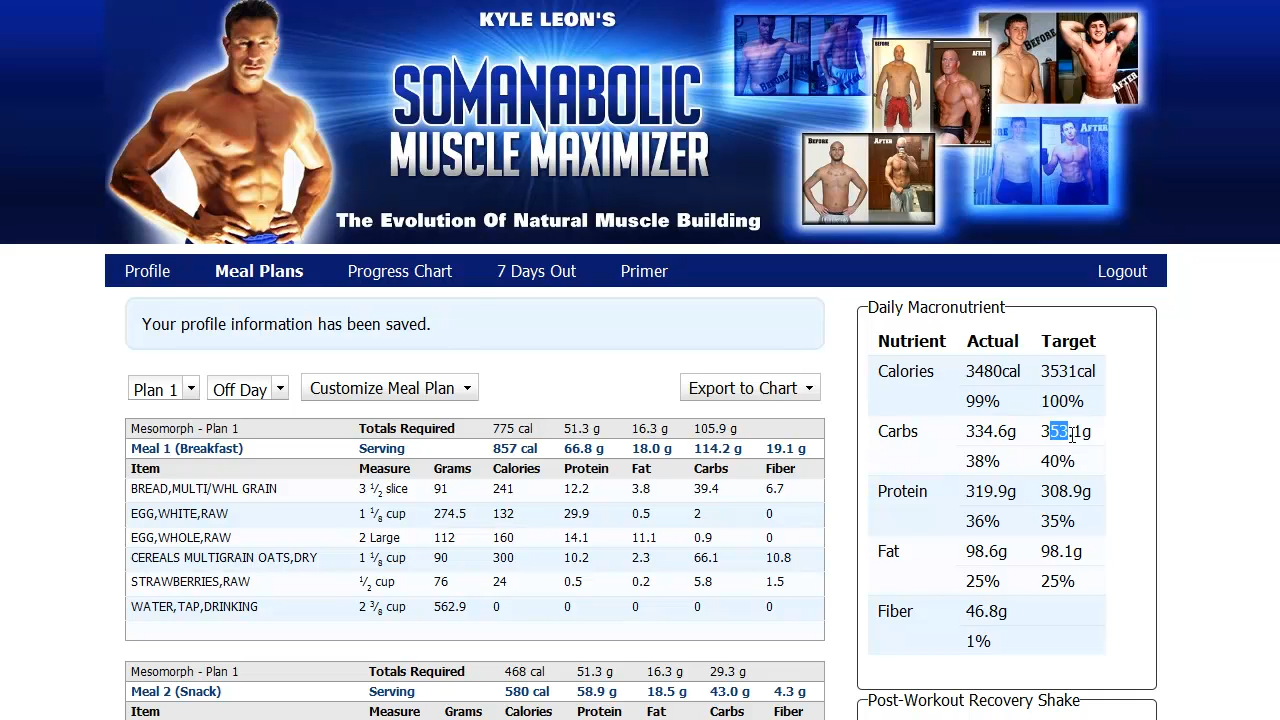 KYLE LEON'S
SOMANABOLIC
MUSCLE MAXIMIZER
The Evolution Of Natural Muscle Building
BEFORE
AFTER
BEFORE
AFTER
BEFORE
AFTER
BEFORE
AFTER
BEFORE
AFTER
Profile Meal Plans Progress Chart 7 Days Out Primer Logout
Your profile information has been saved.
Plan 1 Off Day Customize Meal Plan Export to Chart
Mesomorph - Plan 1 Totals Required 775 cal 51.3 g 16.3 g 105.9 g
Meal 1 (Breakfast) Serving 857 cal 66.8 g 18.0 g 114.2 g 19.1 g
Item Measure Grams Calories Protein Fat Carbs Fiber
BREAD,MULTI/WHL GRAIN 3 1/2 slice 91 241 12.2 3.8 39.4 6.7
EGG,WHITE,RAW 1 1/8 cup 274.5 132 29.9 0.5 2 0
EGG,WHOLE,RAW 2 Large 112 160 14.1 11.1 0.9 0
CEREALS MULTIGRAIN OATS,DRY 1 1/8 cup 90 300 10.2 2.3 66.1 10.8
STRAWBERRIES,RAW 1/2 cup 76 24 0.5 0.2 5.8 1.5
WATER,TAP,DRINKING 2 3/8 cup 562.9 0 0 0 0 0
Mesomorph - Plan 1 Totals Required 468 cal 51.3 g 16.3 g 29.3 g
Meal 2 (Snack) Serving 580 cal 58.9 g 18.5 g 43.0 g 4.3 g
Item Measure Grams Calories Protein Fat Carbs Fiber
Daily Macronutrient
Nutrient Actual Target
Calories 3480cal 3531cal
99% 100%
Carbs 334.6g 353.1g
38% 40%
Protein 319.9g 308.9g
36% 35%
Fat 98.6g 98.1g
25% 25%
Fiber 46.8g
1%
Post-Workout Recovery Shake